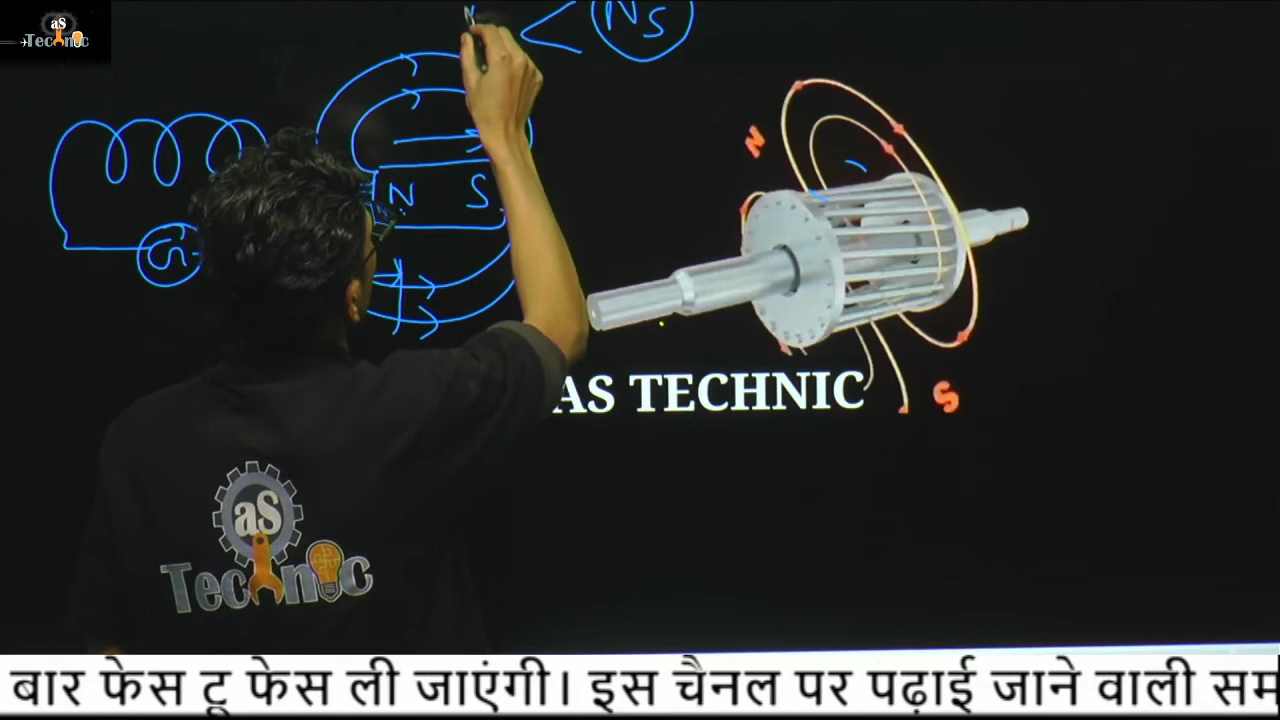 aS
Tecnic
NS
N
N S
G
AS TECHNIC
S
aS
Tecnic
बार फेस टू फेस ली जाएंगी। इस चैनल पर पढ़ाई जाने वाली सम